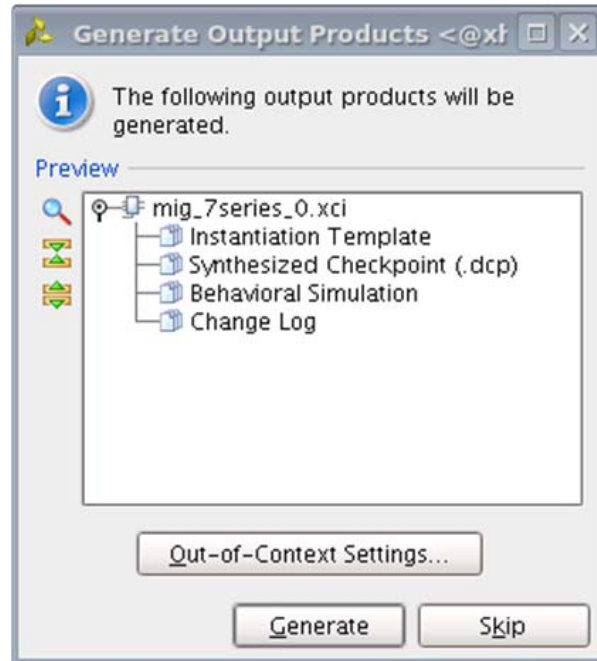 Generate Output Products <@xl
The following output products will be
generated.
Preview
mig_7series_0.xci
Instantiation Template
Synthesized Checkpoint (.dcp)
Behavioral Simulation
Change Log
Out-of-Context Settings...
Generate
Skip